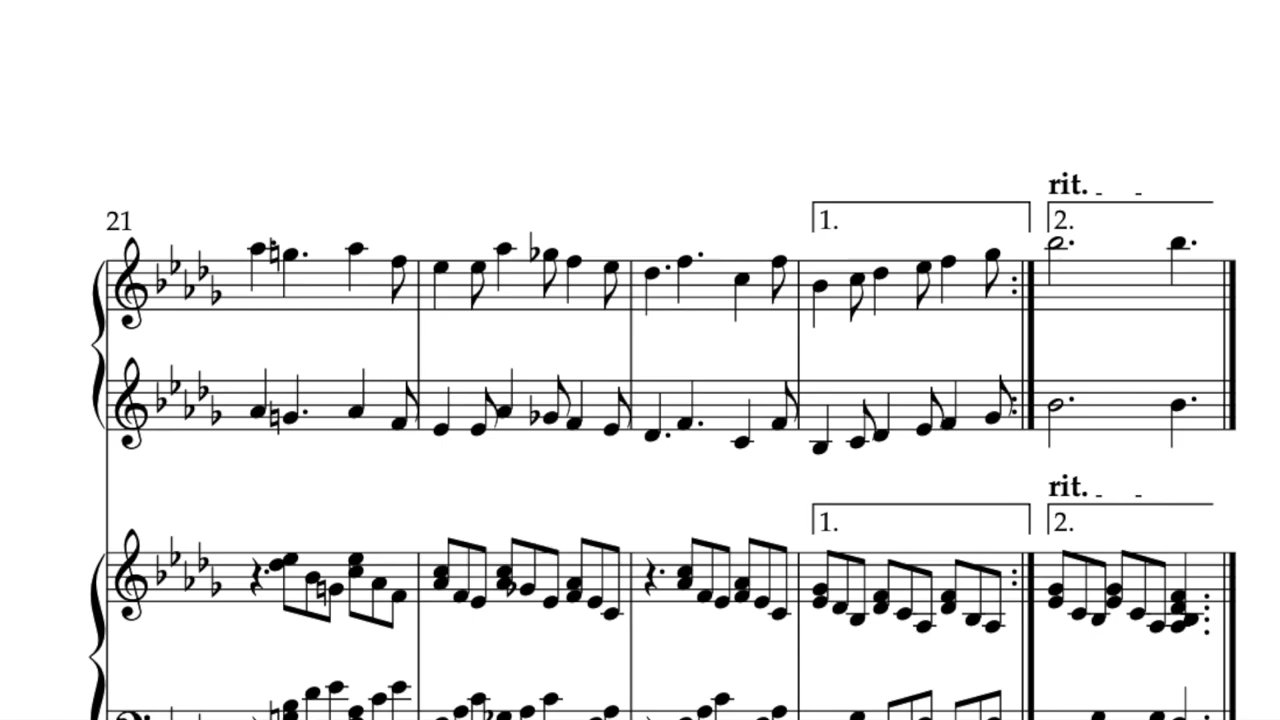 rit. - -
21
1.
2.
rit. - -
1.
2.